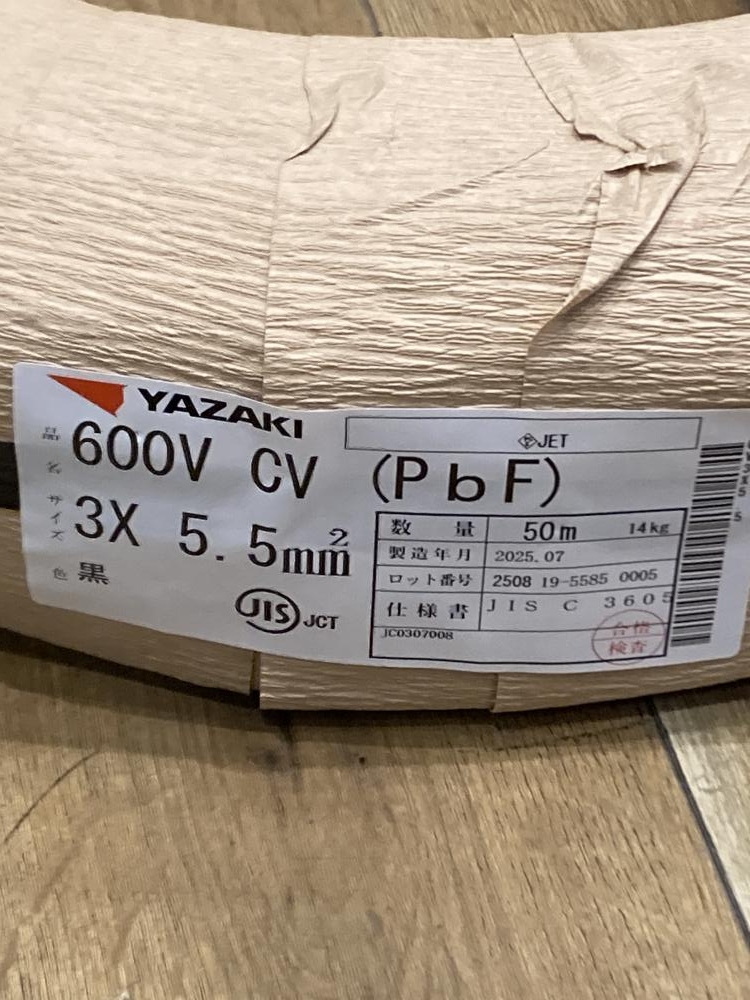 YAZAKI
品名 600V CV (PbF)
サイズ 3X 5.5mm²
色 黒
JIS JCT
PS JET
数量 50m 14kg
製造年月 2025.07
ロット番号 2508 19-5585 0005
仕様書 JIS C 3605
JC0307008
合格
検査